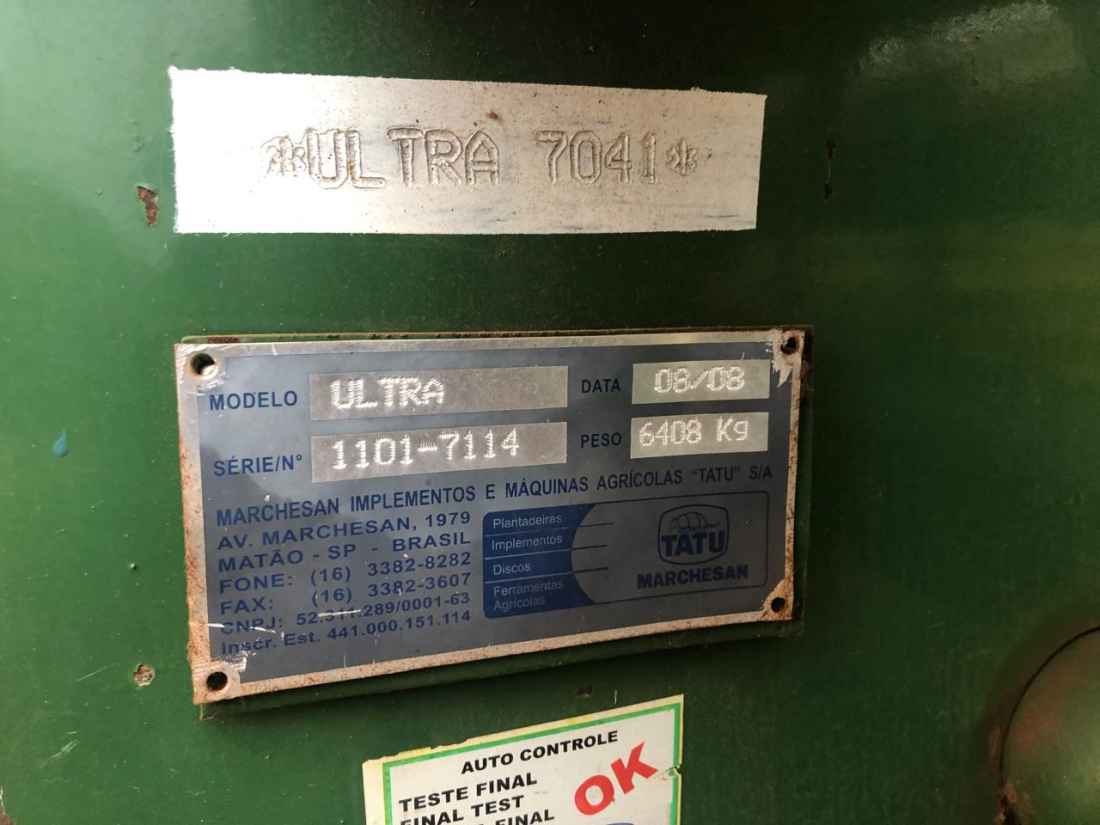 *ULTRA 7041*
MODELO ULTRA DATA 08/08
SÉRIE/Nº 1101-7114 PESO 6408 Kg
MARCHESAN IMPLEMENTOS E MÁQUINAS AGRÍCOLAS "TATU" S/A
AV. MARCHESAN, 1979
MATÃO - SP - BRASIL
FONE: (16) 3382-8282
FAX: (16) 3382-3607
CNPJ: 52.311.289/0001-63
Inscr. Est. 441.000.151.114
Plantadeiras
Implementos
Discos
Ferramentas
Agrícolas
TATU
MARCHESAN
AUTO CONTROLE
TESTE FINAL
FINAL TEST
FINAL
OK